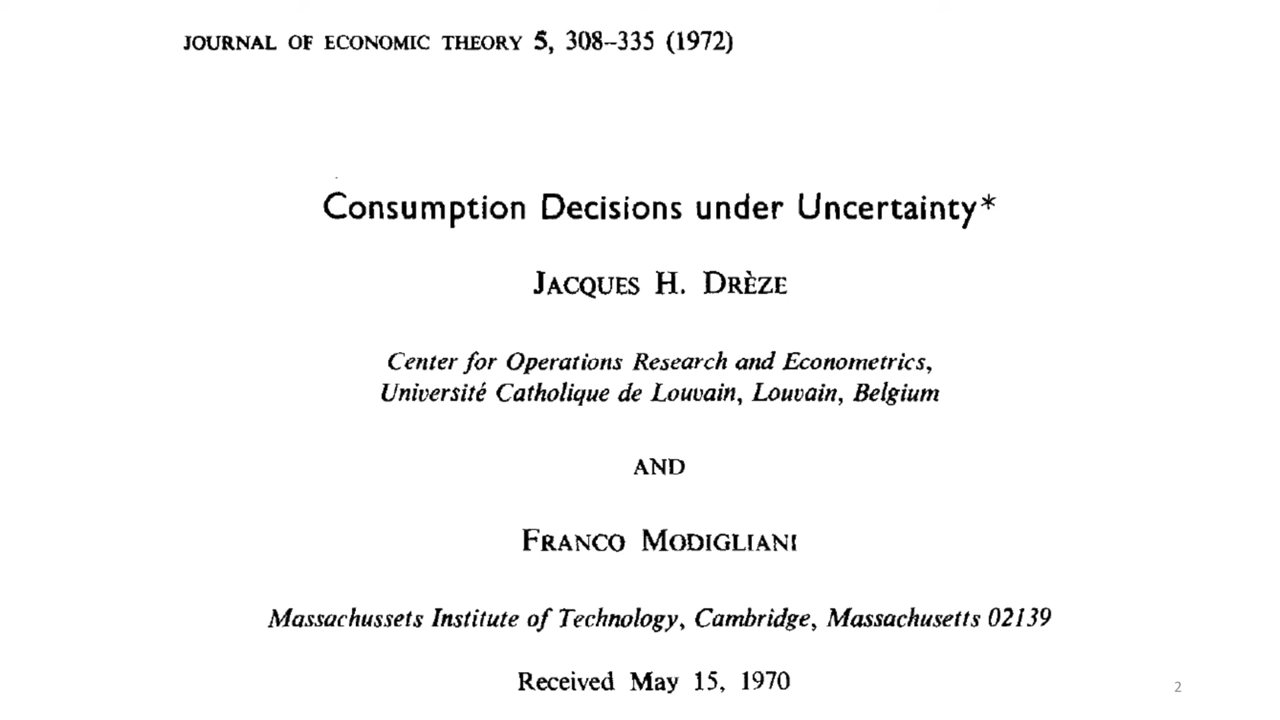 JOURNAL OF ECONOMIC THEORY 5, 308–335 (1972)
Consumption Decisions under Uncertainty*
JACQUES H. DRÈZE
Center for Operations Research and Econometrics,
Université Catholique de Louvain, Louvain, Belgium
AND
FRANCO MODIGLIANI
Massachussets Institute of Technology, Cambridge, Massachusetts 02139
Received May 15, 1970
2